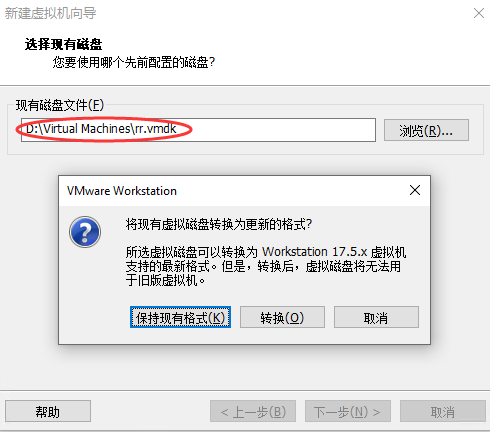 新建虚拟机向导
选择现有磁盘
您要使用哪个先前配置的磁盘?
现有磁盘文件(F)
D:\Virtual Machines\rr.vmdk
浏览(R)...
VMware Workstation
将现有虚拟磁盘转换为更新的格式?
所选虚拟磁盘可以转换为 Workstation 17.5.x 虚拟机
支持的最新格式。但是，转换后，虚拟磁盘将无法用
于旧版虚拟机。
保持现有格式(K)
转换(O)
取消
帮助
< 上一步(B)
下一步(N) >
取消